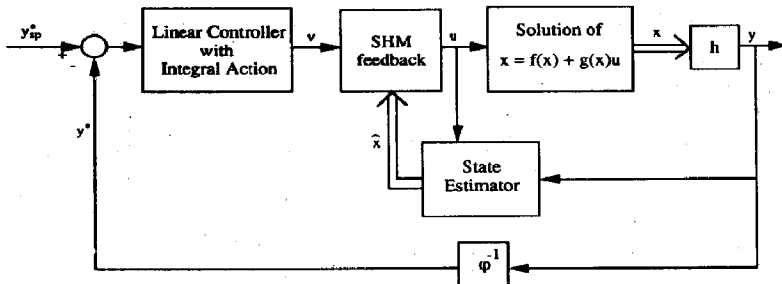 y*sp
+
-
Linear Controller
with
Integral Action
v
SHM
feedback
u
Solution of
x = f(x) + g(x)u
x
h
y
y*
x̂
State
Estimator
φ-1